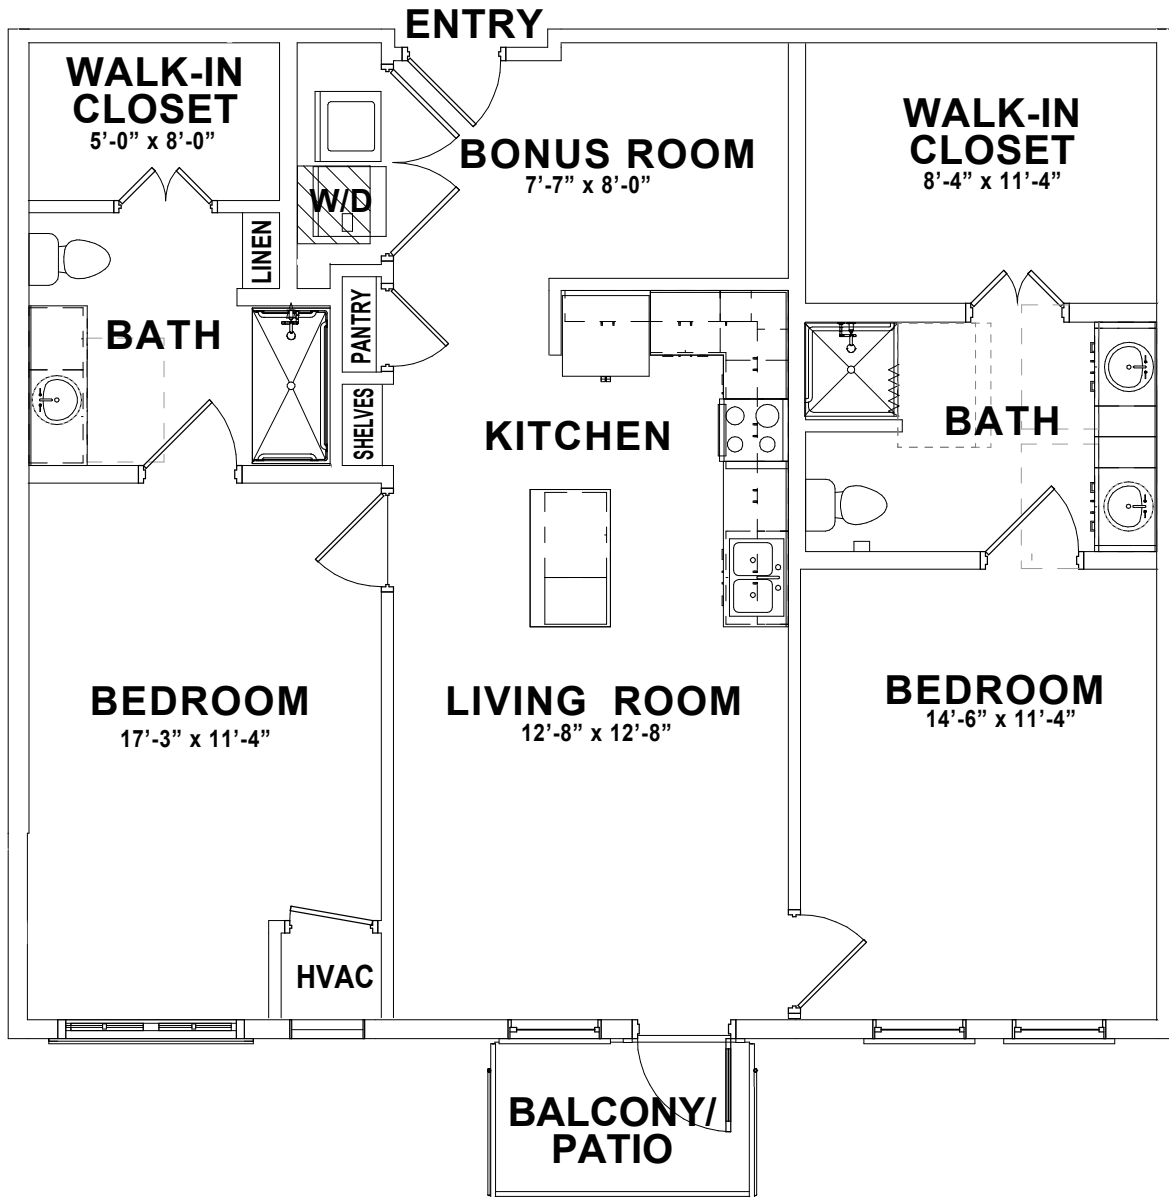 ENTRY
WALK-IN
CLOSET
5’-0” x 8’-0”
BONUS ROOM
7’-7” x 8’-0”
WALK-IN
CLOSET
8’-4” x 11’-4”
W/D
LINEN
BATH
PANTRY
SHELVES
KITCHEN
BATH
BEDROOM
17’-3” x 11’-4”
LIVING ROOM
12’-8” x 12’-8”
BEDROOM
14’-6” x 11’-4”
HVAC
BALCONY/
PATIO